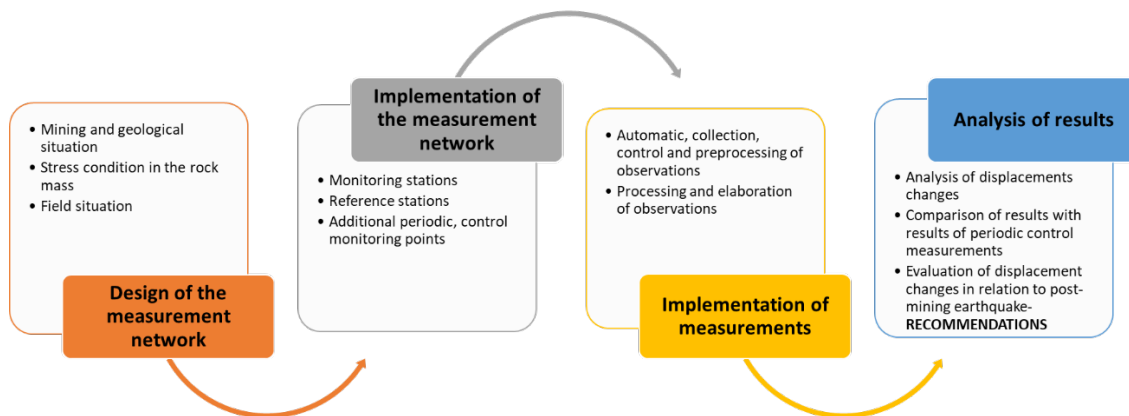 • Mining and geological
situation
• Stress condition in the rock
mass
• Field situation
Design of the
measurement
network
Implementation of
the measurement
network
• Monitoring stations
• Reference stations
• Additional periodic, control
monitoring points
• Automatic, collection,
control and preprocessing of
observations
• Processing and elaboration
of observations
Implementation of
measurements
Analysis of results
• Analysis of displacements
changes
• Comparison of results with
results of periodic control
measurements
• Evaluation of displacement
changes in relation to post-
mining earthquake-
RECOMMENDATIONS